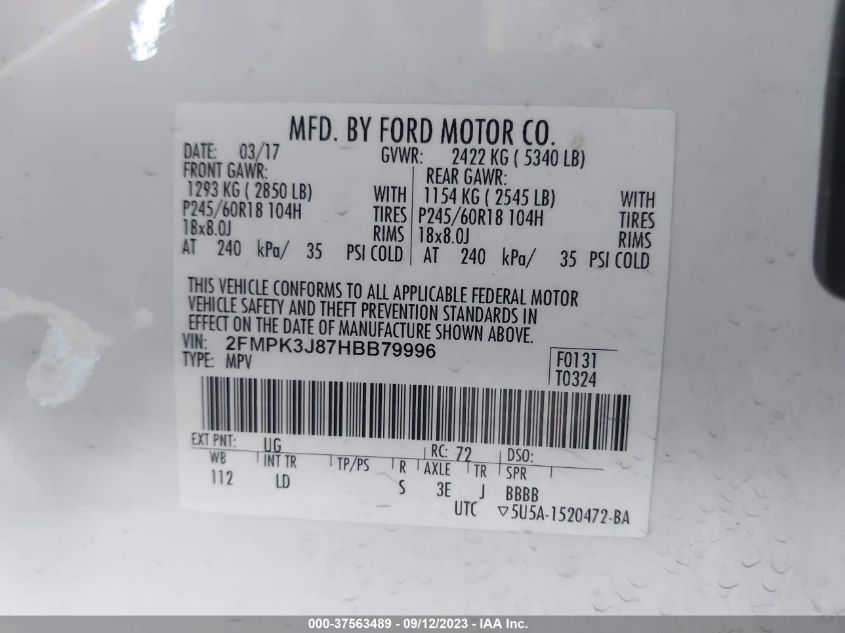 MFD. BY FORD MOTOR CO.
DATE: 03/17 GVWR: 2422 KG ( 5340 LB)
FRONT GAWR: REAR GAWR:
1293 KG ( 2850 LB) WITH 1154 KG ( 2545 LB) WITH
P245/60R18 104H TIRES P245/60R18 104H TIRES
18x8.0J RIMS 18x8.0J RIMS
AT 240 kPa/ 35 PSI COLD AT 240 kPa/ 35 PSI COLD
THIS VEHICLE CONFORMS TO ALL APPLICABLE FEDERAL MOTOR
VEHICLE SAFETY AND THEFT PREVENTION STANDARDS IN
EFFECT ON THE DATE OF MANUFACTURE SHOWN ABOVE.
VIN: 2FMPK3J87HBB79996 F0131
TYPE: MPV T0324
EXT PNT: UG RC: 72 DSO:
WB INT TR TP/PS R AXLE TR SPR
112 LD S 3E J BBBB
UTC ▽5U5A-1520472-BA
000-37563489 - 09/12/2023 - IAA Inc.